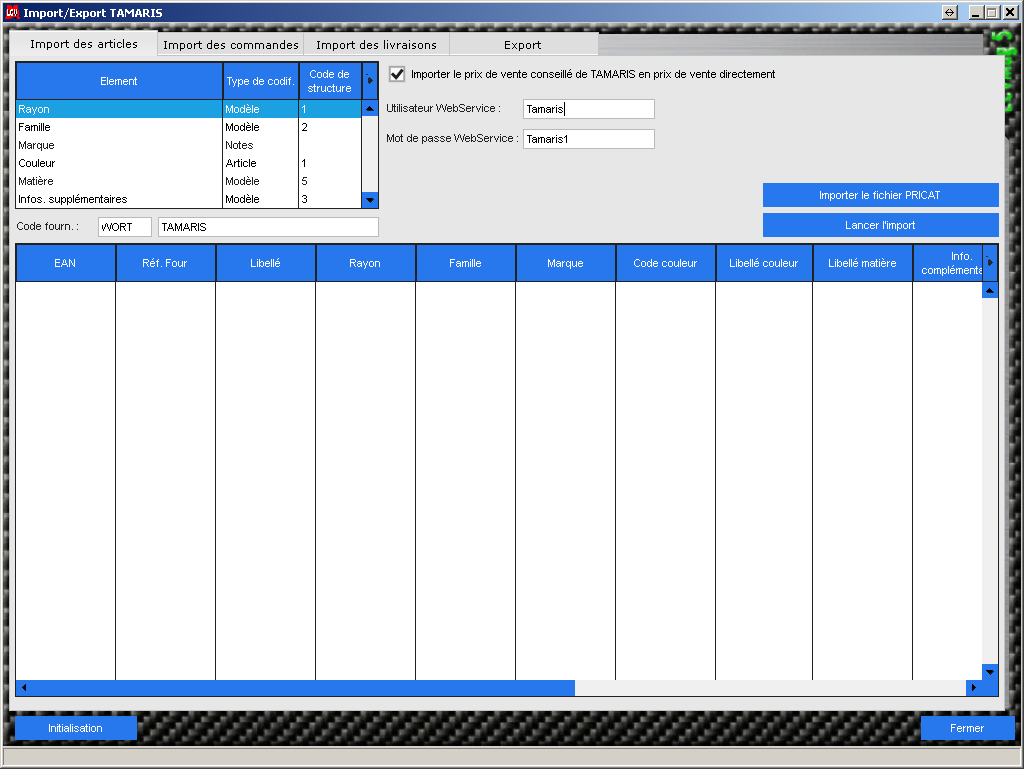 Import/Export TAMARIS
Import des articles
Import des commandes
Import des livraisons
Export
Element
Type de codif.
Code de
structure
Rayon Modèle 1
Famille Modèle 2
Marque Notes
Couleur Article 1
Matière Modèle 5
Infos. supplémentaires Modèle 3
Importer le prix de vente conseillé de TAMARIS en prix de vente directement
Utilisateur WebService : Tamaris
Mot de passe WebService : Tamaris1
Importer le fichier PRICAT
Lancer l'import
Code fourn. : WORT TAMARIS
EAN
Réf. Four
Libellé
Rayon
Famille
Marque
Code couleur
Libellé couleur
Libellé matière
Info.
complémenta
Initialisation
Fermer